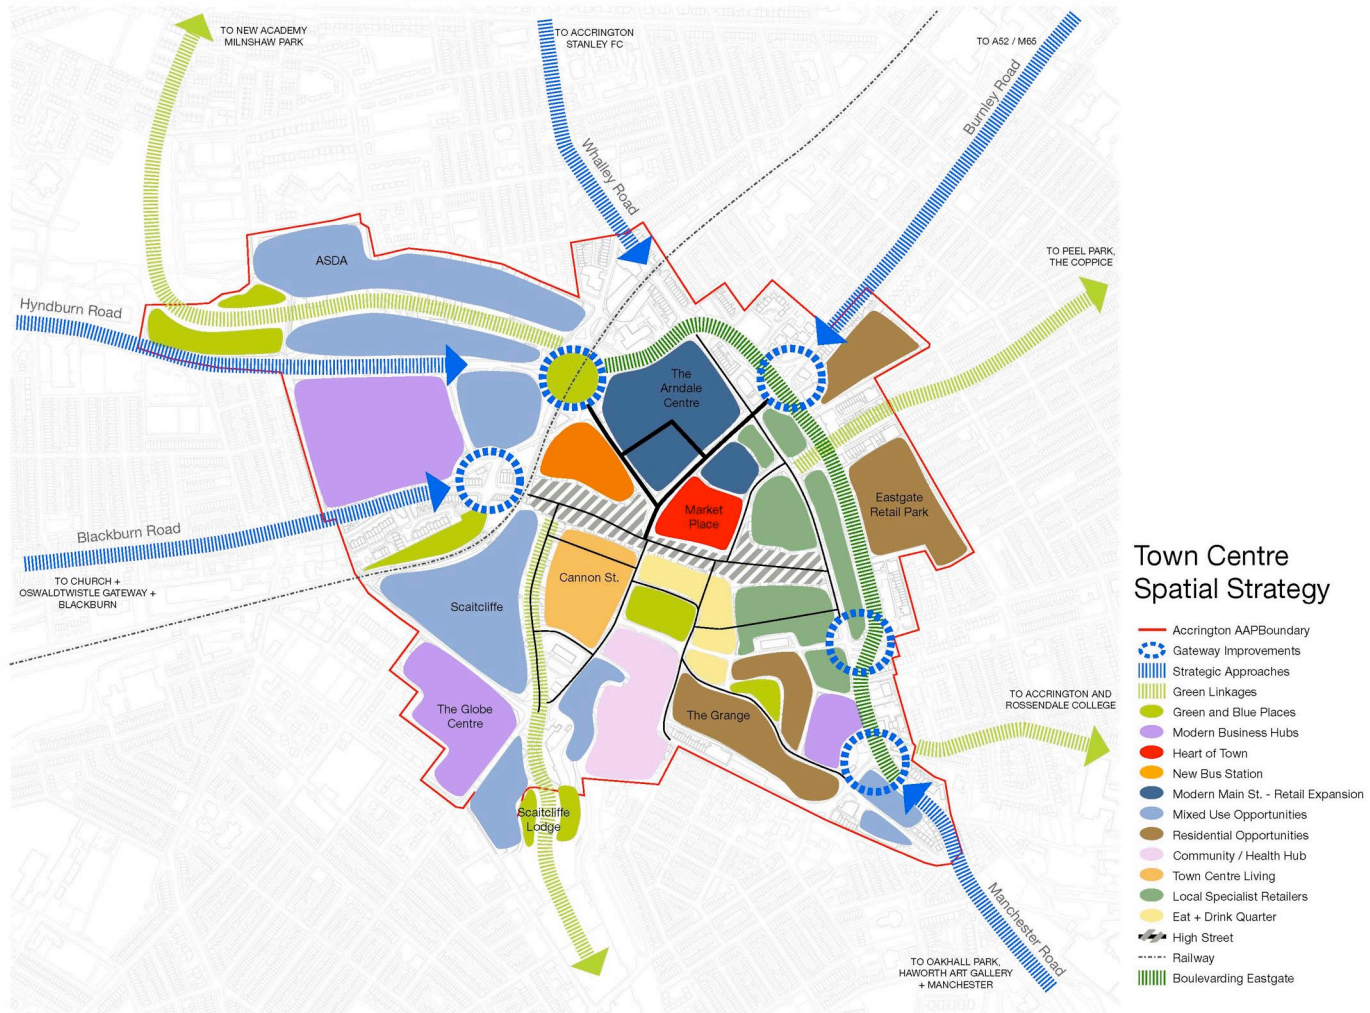 TO NEW ACADEMY
MILNSHAW PARK
TO ACCRINGTON
STANLEY FC
TO A52 / M65
Burnley Road
Whalley Road
TO PEEL PARK,
THE COPPICE
ASDA
Hyndburn Road
The
Arndale
Centre
Eastgate
Retail Park
Market
Place
Blackburn Road
TO CHURCH +
OSWALDTWISTLE GATEWAY +
BLACKBURN
Cannon St.
Scaitcliffe
The Globe
Centre
The Grange
TO ACCRINGTON AND
ROSSENDALE COLLEGE
Scaitcliffe
Lodge
Manchester Road
TO OAKHALL PARK,
HAWORTH ART GALLERY
+ MANCHESTER
Town Centre
Spatial Strategy
Accrington AAPBoundary
Gateway Improvements
Strategic Approaches
Green Linkages
Green and Blue Places
Modern Business Hubs
Heart of Town
New Bus Station
Modern Main St. - Retail Expansion
Mixed Use Opportunities
Residential Opportunities
Community / Health Hub
Town Centre Living
Local Specialist Retailers
Eat + Drink Quarter
High Street
Railway
Boulevarding Eastgate